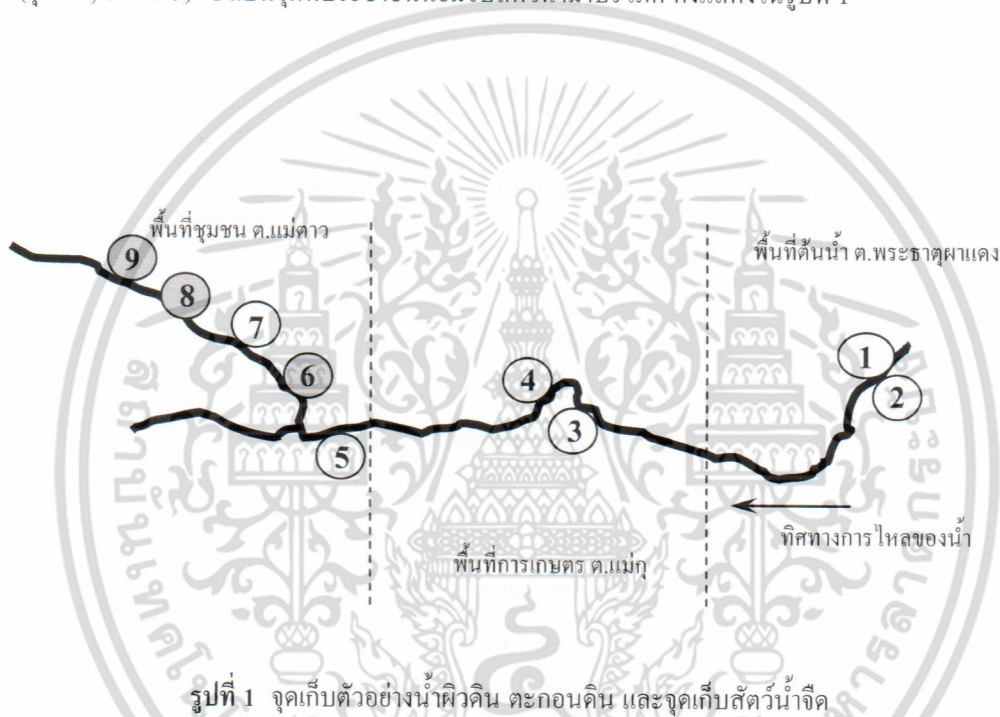 พื้นที่ชุมชน ต.แม่ตาว
พื้นที่ต้นน้ำ ต.พระธาตุผาแดง
9
8
7
6
5
4
3
1
2
ทิศทางการไหลของน้ำ
พื้นที่การเกษตร ต.แม่กุ
รูปที่ 1 จุดเก็บตัวอย่างน้ำผิวดิน ตะกอนดิน และจุดเก็บสัตว์น้ำจืด